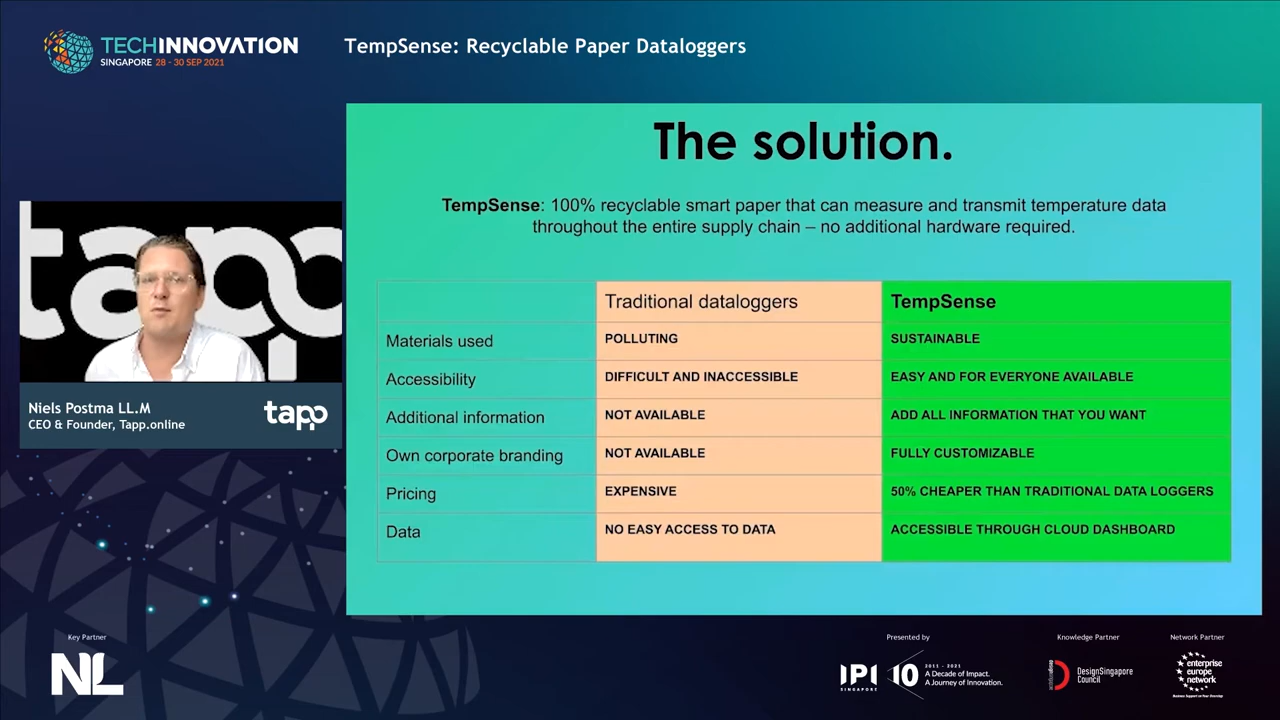 TECHINNOVATION
SINGAPORE 28 - 30 SEP 2021
TempSense: Recyclable Paper Dataloggers
The solution.
TempSense: 100% recyclable smart paper that can measure and transmit temperature data
throughout the entire supply chain – no additional hardware required.
Traditional dataloggers
TempSense
Materials used
POLLUTING
SUSTAINABLE
Accessibility
DIFFICULT AND INACCESSIBLE
EASY AND FOR EVERYONE AVAILABLE
Additional information
NOT AVAILABLE
ADD ALL INFORMATION THAT YOU WANT
Own corporate branding
NOT AVAILABLE
FULLY CUSTOMIZABLE
Pricing
EXPENSIVE
50% CHEAPER THAN TRADITIONAL DATA LOGGERS
Data
NO EASY ACCESS TO DATA
ACCESSIBLE THROUGH CLOUD DASHBOARD
tapp
Niels Postma LL.M
CEO & Founder, Tapp.online
tapp
Key Partner
NL
Presented by
IPI
SINGAPORE
10
2011 - 2021
A Decade of Impact.
A Journey of Innovation.
Knowledge Partner
DesignSingapore
Council
Network Partner
enterprise
europe
network
Business Support on Your Doorstep